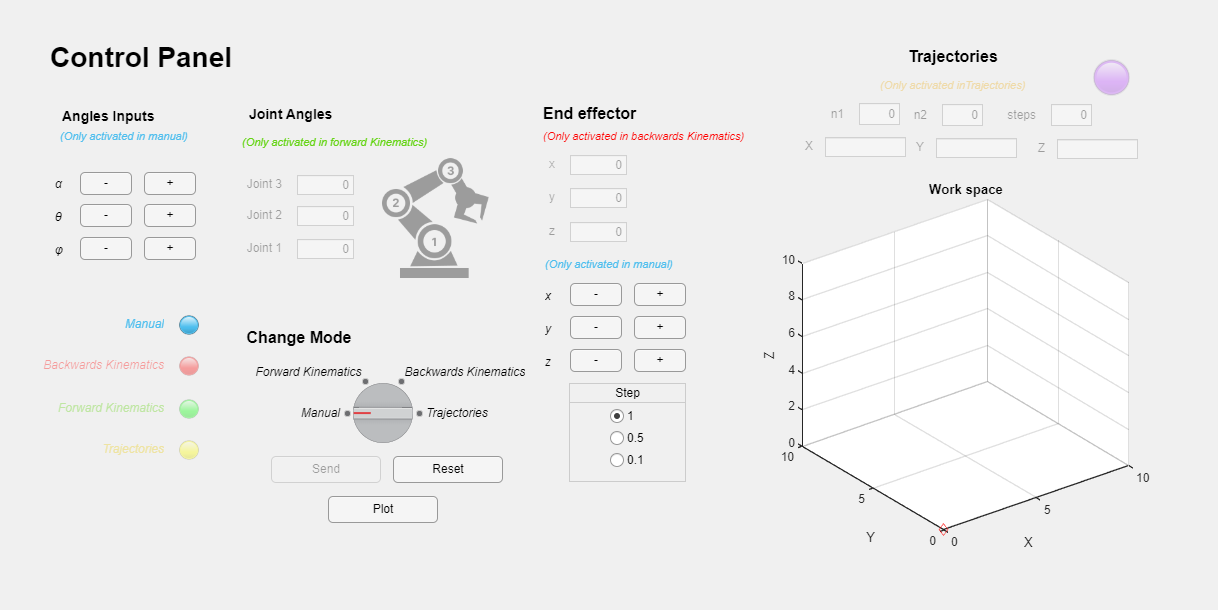 Control Panel
Angles Inputs
(Only activated in manual)
α - +
θ - +
φ - +
Joint Angles
(Only activated in forward Kinematics)
Joint 3 0
Joint 2 0
Joint 1 0
3
2
1
Manual
Backwards Kinematics
Forward Kinematics
Trajectories
Change Mode
Forward Kinematics Backwards Kinematics
Manual Trajectories
Send Reset
Plot
End effector
(Only activated in backwards Kinematics)
x 0
y 0
z 0
(Only activated in manual)
x - +
y - +
z - +
Step
1
0.5
0.1
Trajectories
(Only activated inTrajectories)
n1 0 n2 0 steps 0
X Y Z
Work space
10
8
6
4
2
0
Z
10
5
0
Y
0
5
10
X